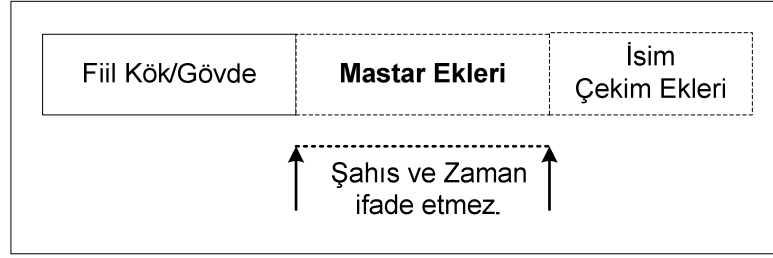 Fiil Kök/Gövde
Mastar Ekleri
İsim
Çekim Ekleri
Şahıs ve Zaman
ifade etmez.